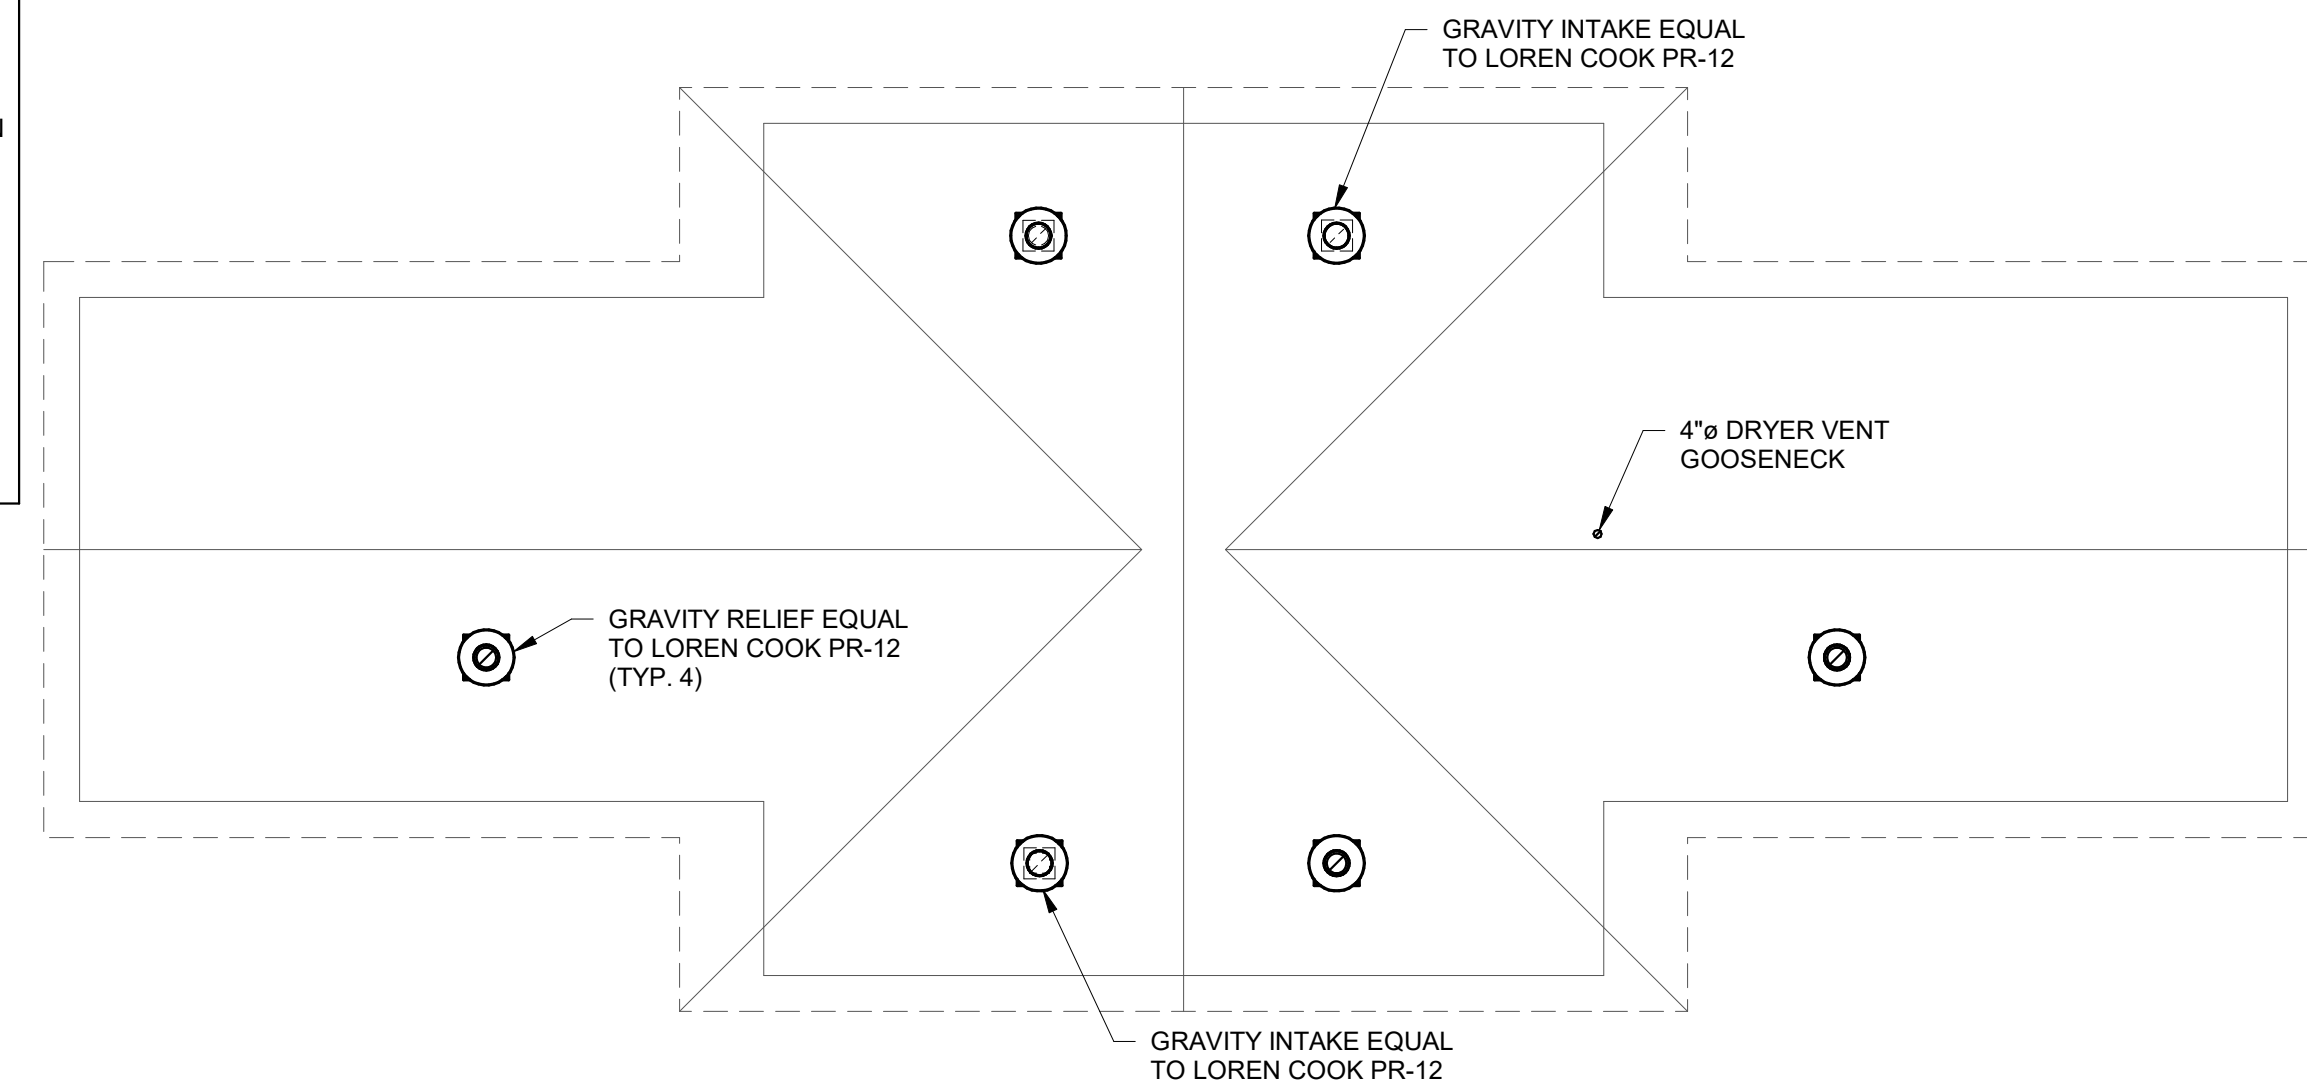 GRAVITY INTAKE EQUAL
TO LOREN COOK PR-12
4"ø DRYER VENT
GOOSENECK
GRAVITY RELIEF EQUAL
TO LOREN COOK PR-12
(TYP. 4)
GRAVITY INTAKE EQUAL
TO LOREN COOK PR-12